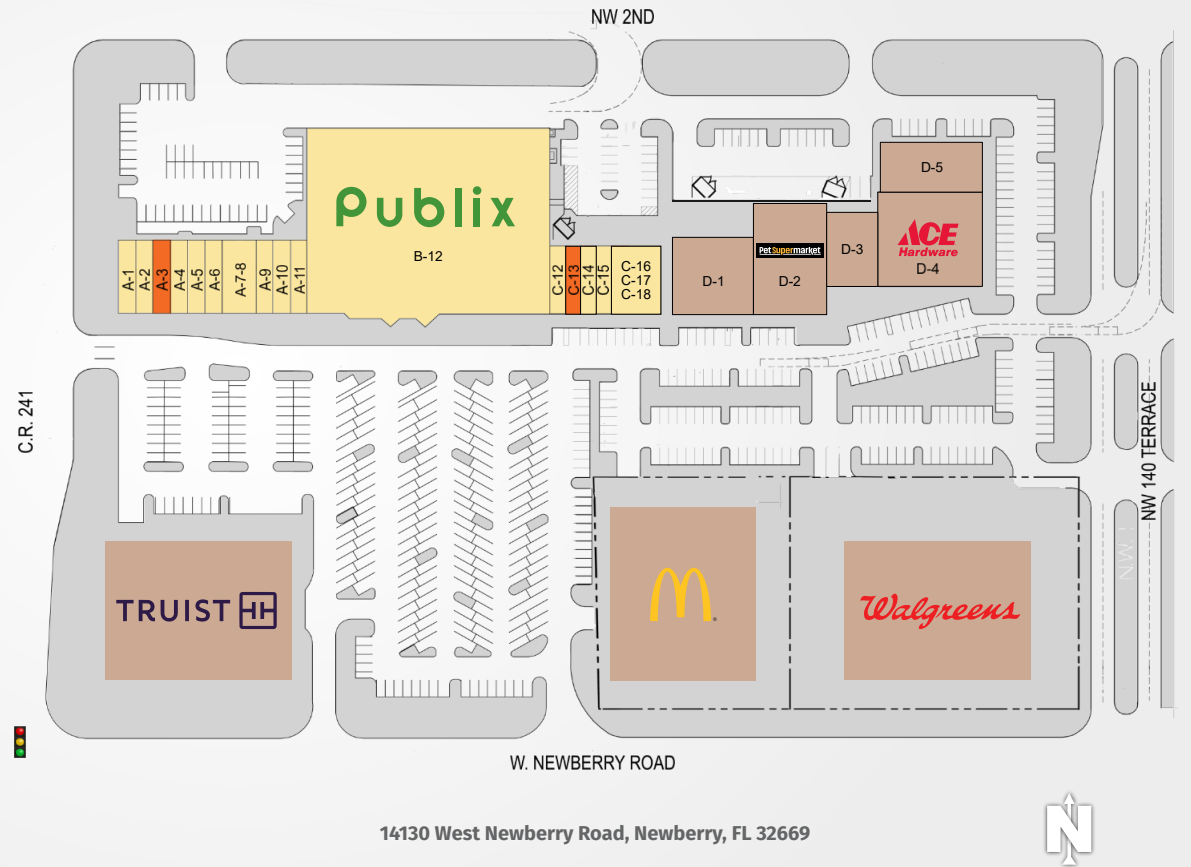 NW 2ND
Publix
B-12
A-1
A-2
A-3
A-4
A-5
A-6
A-7-8
A-9
A-10
A-11
C-12
C-13
C-14
C-15
C-16
C-17
C-18
D-1
PetSupermarket
D-2
D-3
D-5
ACE
Hardware
D-4
C.R. 241
NW 140 TERRACE
TRUIST
Walgreens
W. NEWBERRY ROAD
14130 West Newberry Road, Newberry, FL 32669
N